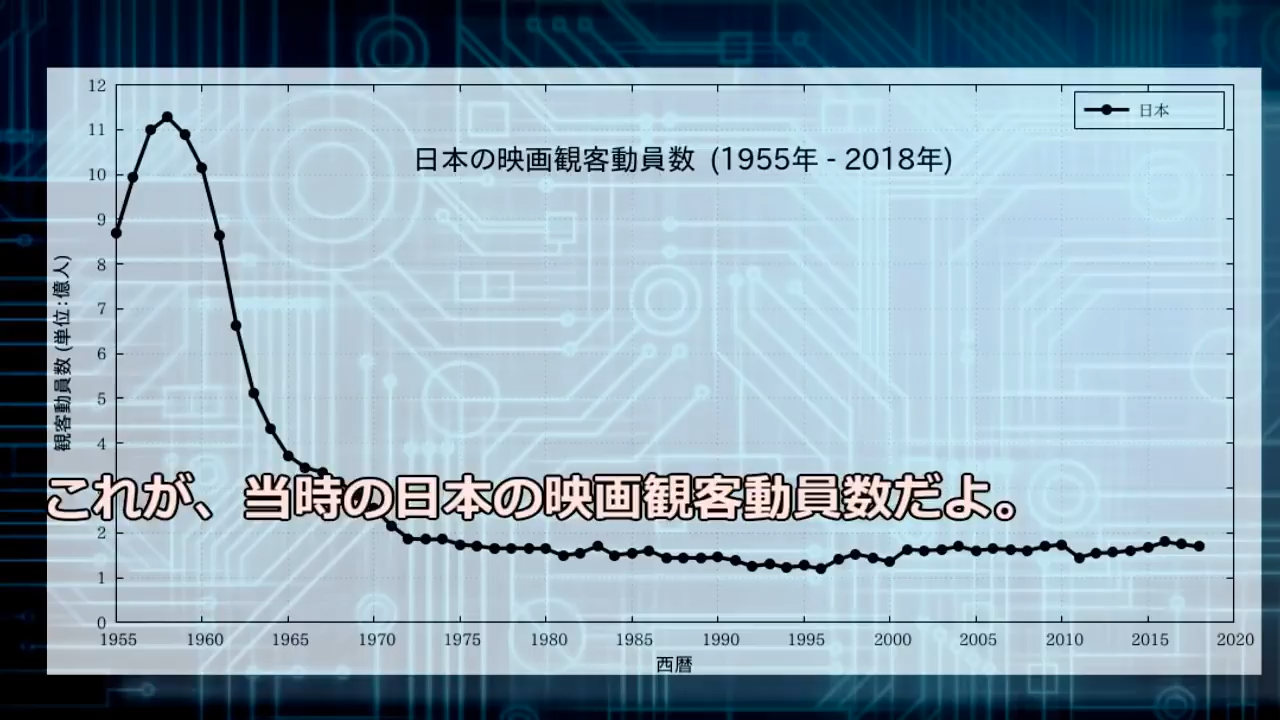 日本の映画観客動員数 (1955年 - 2018年)
日本
観客動員数 (単位:億人)
12
11
10
9
8
7
6
5
4
2
1
0
これが、当時の日本の映画観客動員数だよ。
1955 1960 1965 1970 1975 1980 1985 1990 1995 2000 2005 2010 2015 2020
西暦